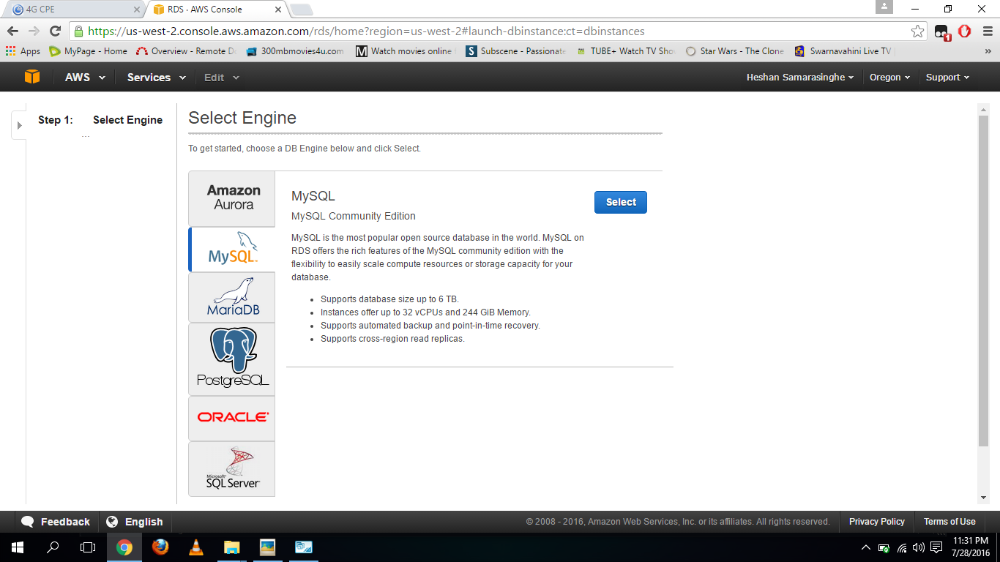 4G CPE
RDS · AWS Console
https://us-west-2.console.aws.amazon.com/rds/home?region=us-west-2#launch-dbinstance:ct=dbinstances
1
Apps
MyPage - Home
Overview - Remote D
300mbmovies4u.com
Watch movies online
Subscene - Passionate
TUBE+ Watch TV Sho
Star Wars - The Clone
Swarnavahini Live TV
»
AWS
Services
Edit
Heshan Samarasinghe
Oregon
Support
Step 1: Select Engine
...
Select Engine
To get started, choose a DB Engine below and click Select.
Amazon
Aurora
MySQL
MariaDB
PostgreSQL
ORACLE
Microsoft
SQL Server
MySQL
Select
MySQL Community Edition
MySQL is the most popular open source database in the world. MySQL on
RDS offers the rich features of the MySQL community edition with the
flexibility to easily scale compute resources or storage capacity for your
database.
• Supports database size up to 6 TB.
• Instances offer up to 32 vCPUs and 244 GiB Memory.
• Supports automated backup and point-in-time recovery.
• Supports cross-region read replicas.
Feedback
English
© 2008 - 2016, Amazon Web Services, Inc. or its affiliates. All rights reserved.
Privacy Policy
Terms of Use
11:31 PM
7/28/2016